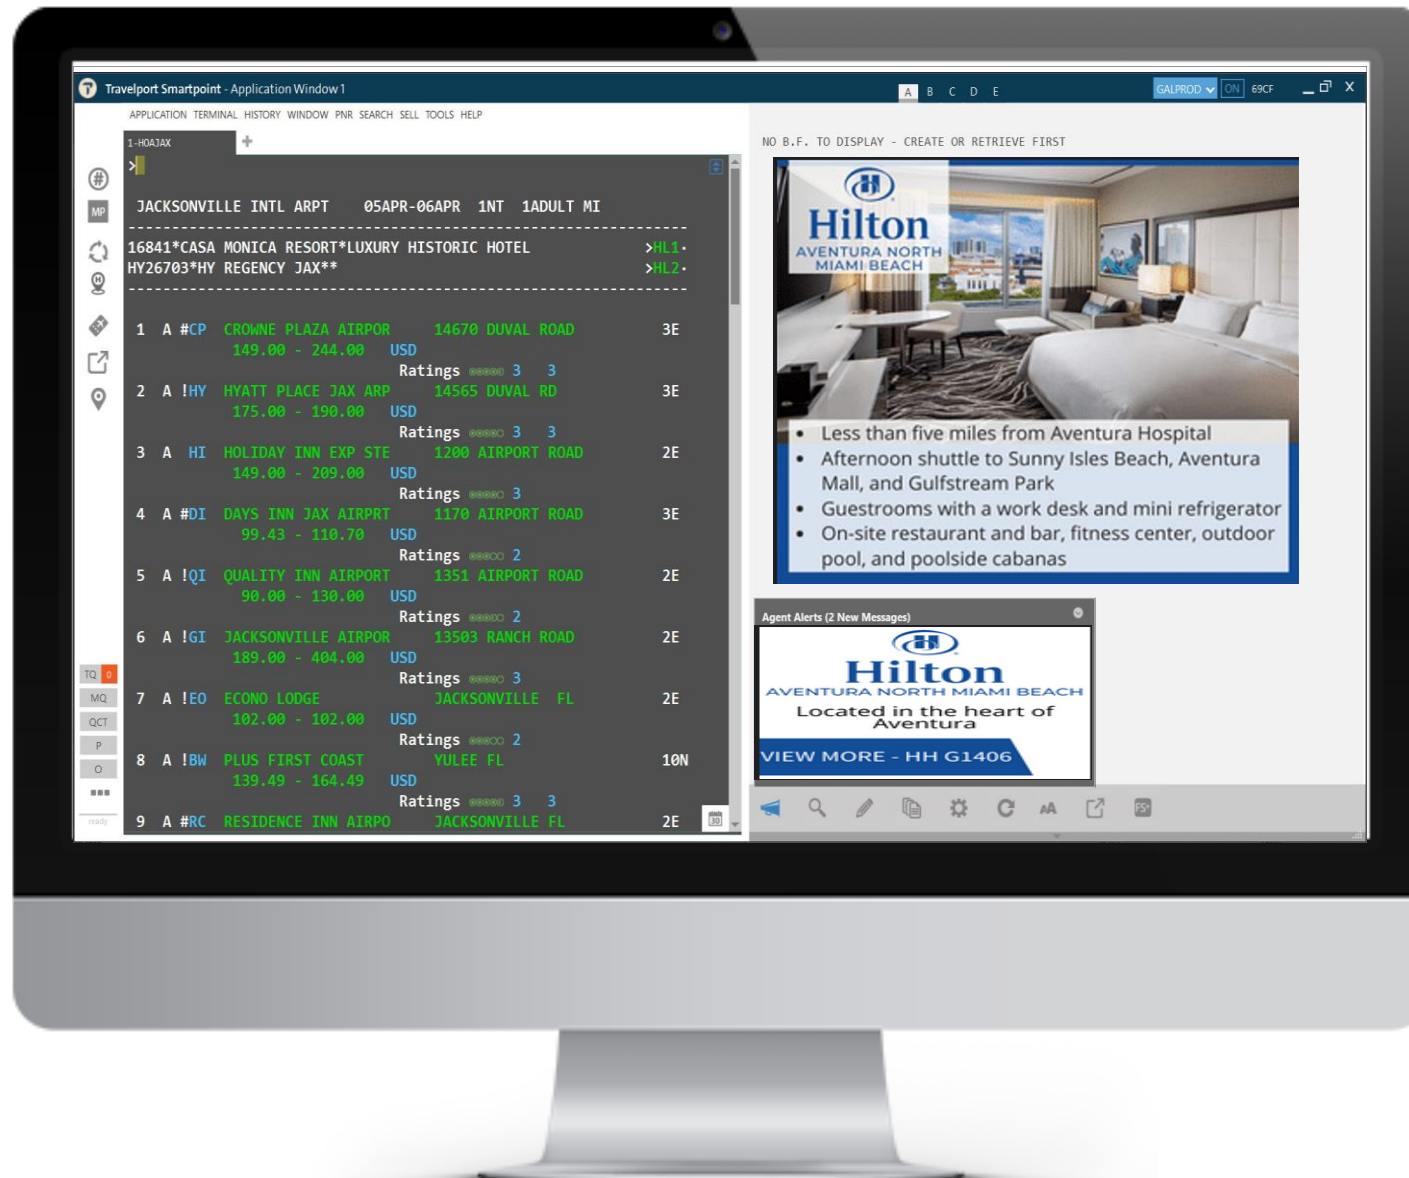 Travelport Smartpoint - Application Window 1
A B C D E
GALPROD ON 69CF
APPLICATION TERMINAL HISTORY WINDOW PNR SEARCH SELL TOOLS HELP
1-HOAJAX
>
JACKSONVILLE INTL ARPT 05APR-06APR 1NT 1ADULT MI
16841*CASA MONICA RESORT*LUXURY HISTORIC HOTEL >HL1·
HY26703*HY REGENCY JAX** >HL2·
1 A #CP CROWNE PLAZA AIRPOR 14670 DUVAL ROAD 3E
149.00 - 244.00 USD
Ratings 3 3
2 A !HY HYATT PLACE JAX ARP 14565 DUVAL RD 3E
175.00 - 190.00 USD
Ratings 3 3
3 A HI HOLIDAY INN EXP STE 1200 AIRPORT ROAD 2E
149.00 - 209.00 USD
Ratings 3
4 A #DI DAYS INN JAX AIRPRT 1170 AIRPORT ROAD 3E
99.43 - 110.70 USD
Ratings 2
5 A !QI QUALITY INN AIRPORT 1351 AIRPORT ROAD 2E
90.00 - 130.00 USD
Ratings 2
6 A !GI JACKSONVILLE AIRPOR 13503 RANCH ROAD 2E
189.00 - 404.00 USD
Ratings 3
7 A !EO ECONO LODGE JACKSONVILLE FL 2E
102.00 - 102.00 USD
Ratings 2
8 A !BW PLUS FIRST COAST YULEE FL 10N
139.49 - 164.49 USD
Ratings 3 3
9 A #RC RESIDENCE INN AIRPO JACKSONVILLE FL 2E
MP
TQ 0
MQ
QCT
P
O
ready
30
NO B.F. TO DISPLAY - CREATE OR RETRIEVE FIRST
H
Hilton
AVENTURA NORTH
MIAMI BEACH
• Less than five miles from Aventura Hospital
• Afternoon shuttle to Sunny Isles Beach, Aventura
Mall, and Gulfstream Park
• Guestrooms with a work desk and mini refrigerator
• On-site restaurant and bar, fitness center, outdoor
pool, and poolside cabanas
Agent Alerts (2 New Messages)
H
Hilton
AVENTURA NORTH MIAMI BEACH
Located in the heart of
Aventura
VIEW MORE - HH G1406
AA
FS+